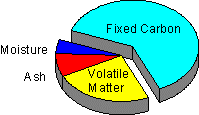 Fixed Carbon
Moisture
Ash
Volatile
Matter